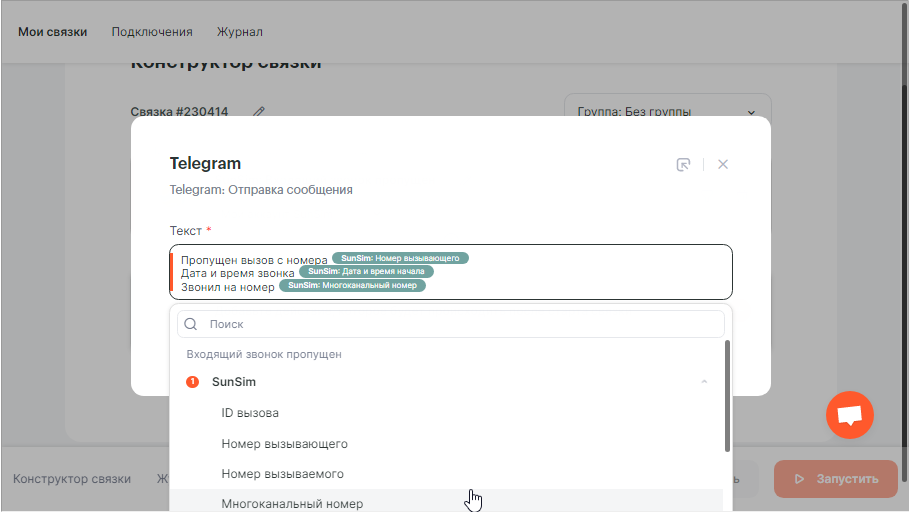 Мои связки Подключения Журнал
Конструктор связки
Связка #230414 Группа: Без группы
Telegram
Telegram: Отправка сообщения
Текст *
Пропущен вызов с номера SunSim: Номер вызывающего
Дата и время звонка SunSim: Дата и время начала
Звонил на номер SunSim: Многоканальный номер
Поиск
Входящий звонок пропущен
1 SunSim
ID вызова
Номер вызывающего
Номер вызываемого
Конструктор связки Запустить
Многоканальный номер